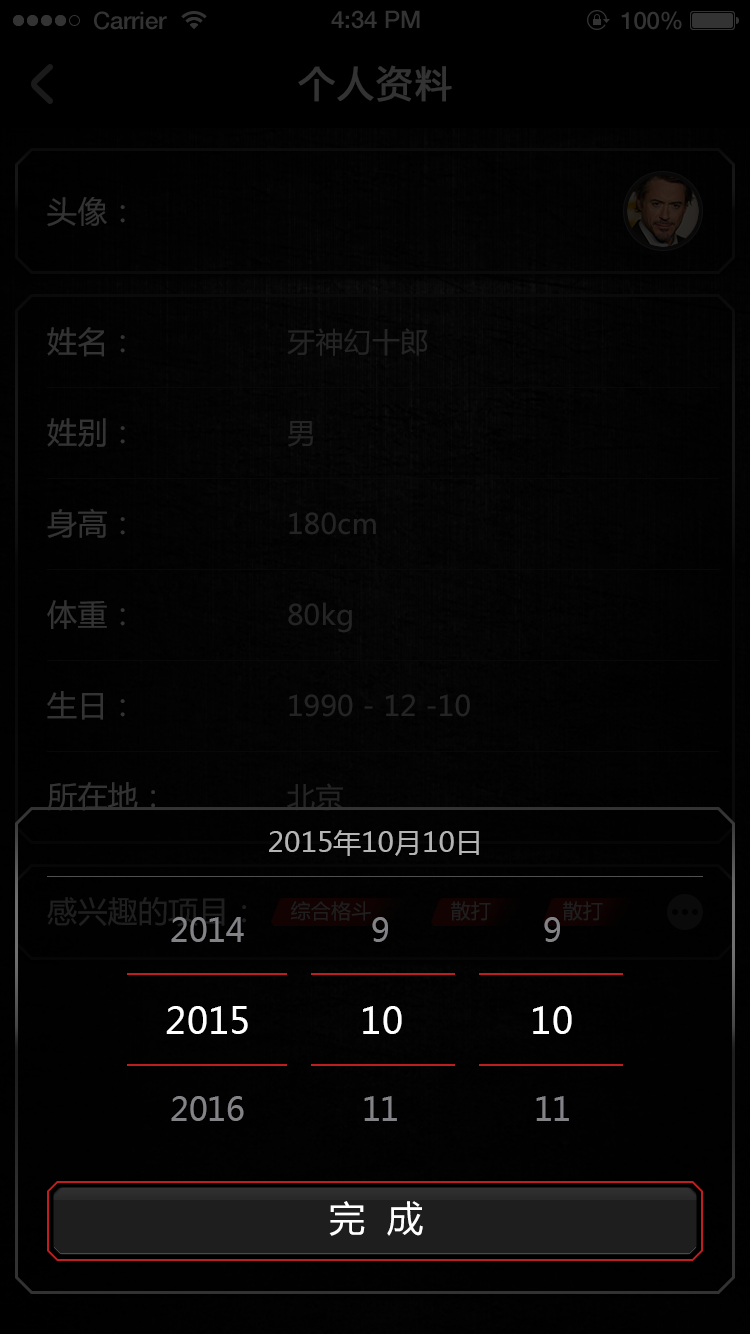 Carrier 4:34 PM 100%
个人资料
头像：
姓名： 牙神幻十郎
姓别： 男
身高： 180cm
体重： 80kg
生日： 1990 - 12 -10
所在地： 北京
2015年10月10日
感兴趣的项目： 综合格斗 散打 散打
2014 9 9
2015 10 10
2016 11 11
完 成